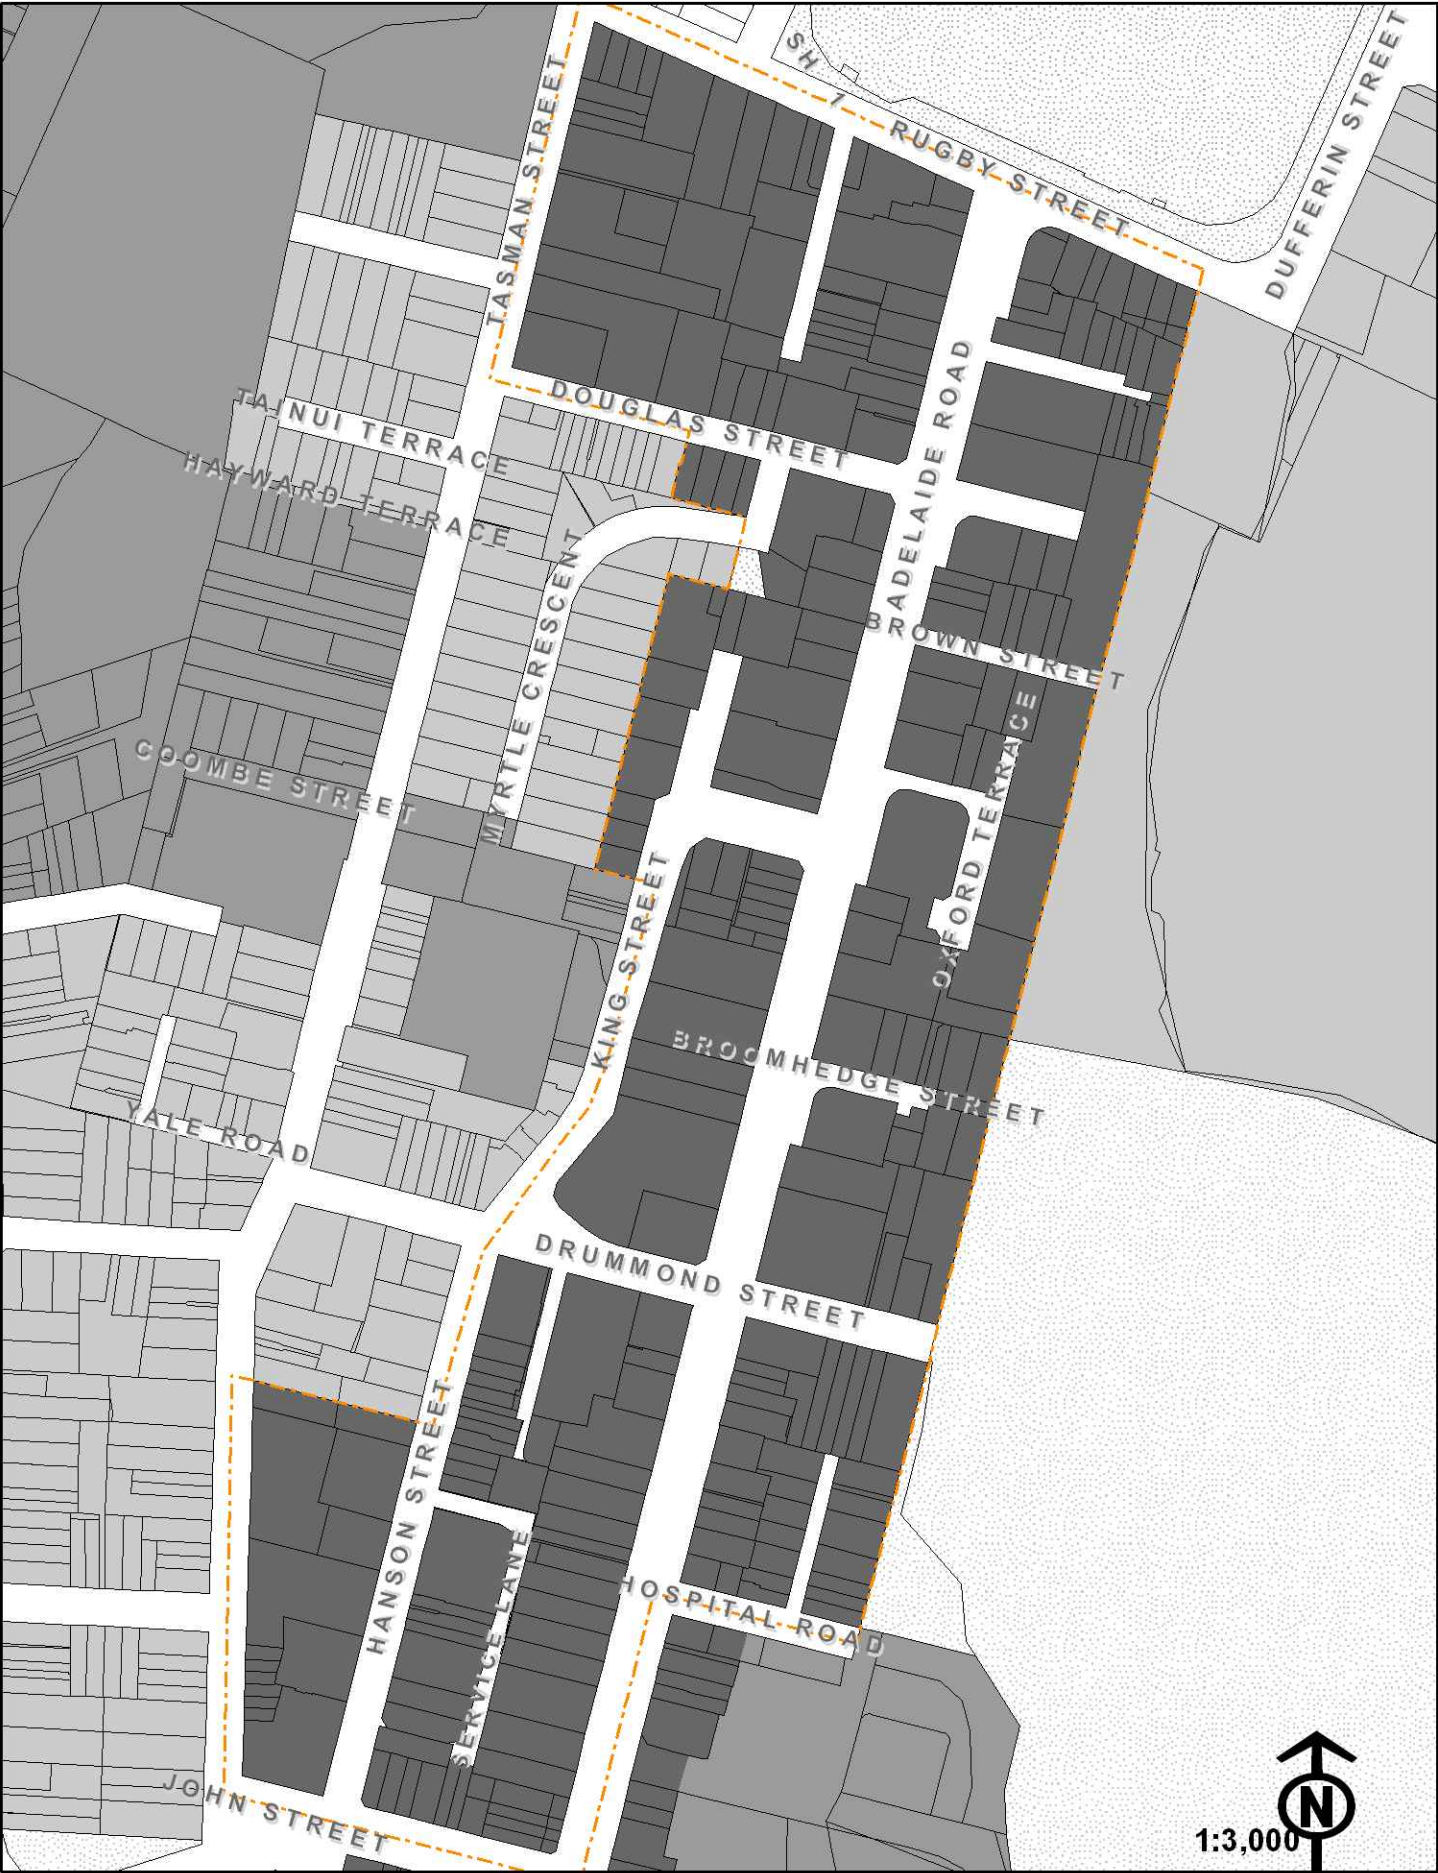 SH 1
RUGBY STREET
DUFFERIN STREET
TASMAN STREET
DOUGLAS STREET
TAINUI TERRACE
HAYWARD TERRACE
BADELAIDE ROAD
MYRTLE CRESCENT
BROWN STREET
COOMBE STREET
OXFORD TERRACE
KING STREET
BROOMHEDGE STREET
YALE ROAD
DRUMMOND STREET
HANSON STREET
SERVICE LANE
HOSPITAL ROAD
JOHN STREET
N
1:3,000